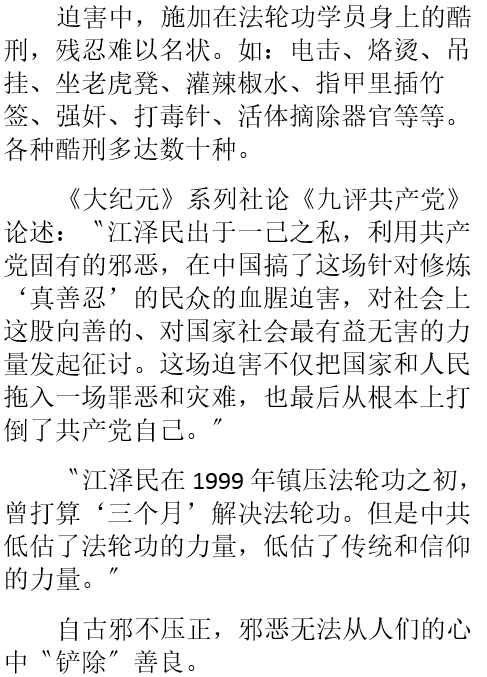 迫害中，施加在法轮功学员身上的酷
刑，残忍难以名状。如：电击、烙烫、吊
挂、坐老虎凳、灌辣椒水、指甲里插竹
签、强奸、打毒针、活体摘除器官等等。
各种酷刑多达数十种。
《大纪元》系列社论《九评共产党》
论述：〝江泽民出于一己之私，利用共产
党固有的邪恶，在中国搞了这场针对修炼
‘真善忍’的民众的血腥迫害，对社会上
这股向善的、对国家社会最有益无害的力
量发起征讨。这场迫害不仅把国家和人民
拖入一场罪恶和灾难，也最后从根本上打
倒了共产党自己。〞
〝江泽民在 1999 年镇压法轮功之初，
曾打算‘三个月’解决法轮功。但是中共
低估了法轮功的力量，低估了传统和信仰
的力量。〞
自古邪不压正，邪恶无法从人们的心
中〝铲除〞善良。